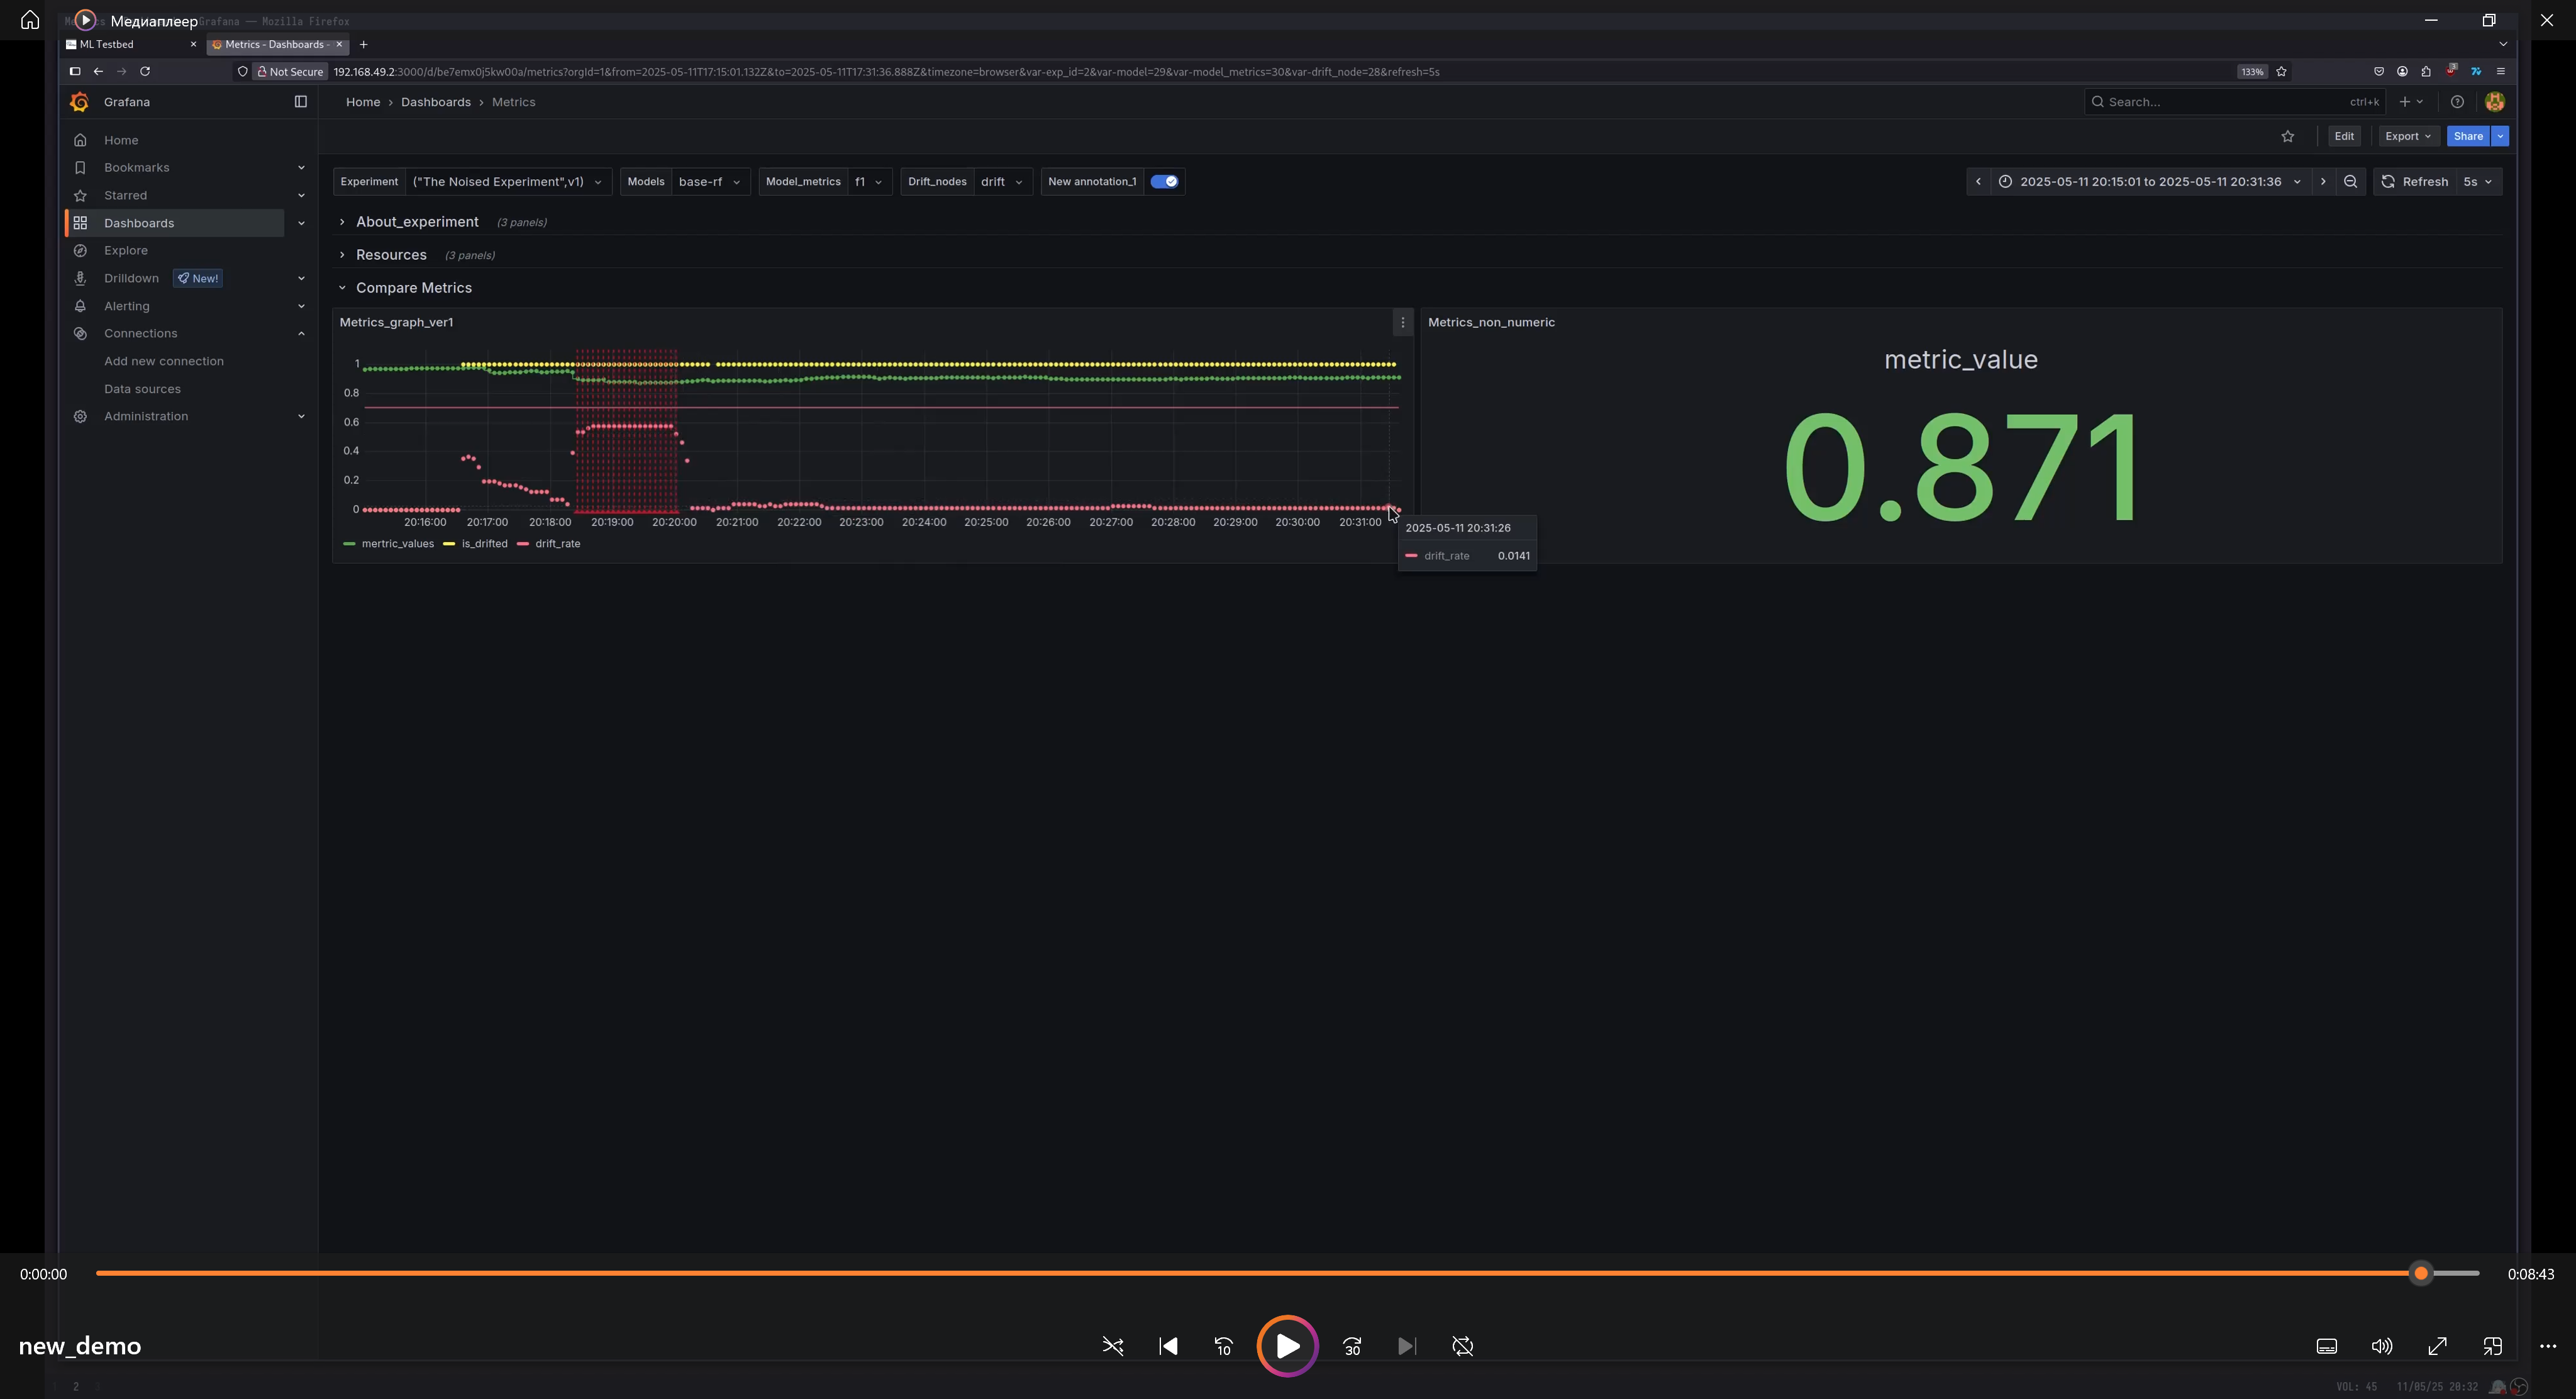 Медиаплеер
Grafana — Mozilla Firefox
ML Testbed
Metrics - Dashboards -
Not Secure
192.168.49.2:3000/d/be7emx0j5kw00a/metrics?orgId=1&from=2025-05-11T17:15:01.132Z&to=2025-05-11T17:31:36.888Z&timezone=browser&var-exp_id=2&var-model=29&var-model_metrics=30&var-drift_node=28&refresh=5s
133%
3
Grafana
Home › Dashboards › Metrics
Search...
ctrl+k
Edit
Export
Share
Home
Bookmarks
Starred
Dashboards
Explore
Drilldown
New!
Alerting
Connections
Add new connection
Data sources
Administration
Experiment ("The Noised Experiment",v1)
Models base-rf
Model_metrics f1
Drift_nodes drift
New annotation_1
2025-05-11 20:15:01 to 2025-05-11 20:31:36
Refresh 5s
About_experiment (3 panels)
Resources (3 panels)
Compare Metrics
Metrics_graph_ver1
1
0.8
0.6
0.4
0.2
0
20:16:00 20:17:00 20:18:00 20:19:00 20:20:00 20:21:00 20:22:00 20:23:00 20:24:00 20:25:00 20:26:00 20:27:00 20:28:00 20:29:00 20:30:00 20:31:00
mertric_values is_drifted drift_rate
2025-05-11 20:31:26
drift_rate 0.0141
Metrics_non_numeric
metric_value
0.871
0:00:00
0:08:43
new_demo
10
30
2
VOL: 45 11/05/25 20:32